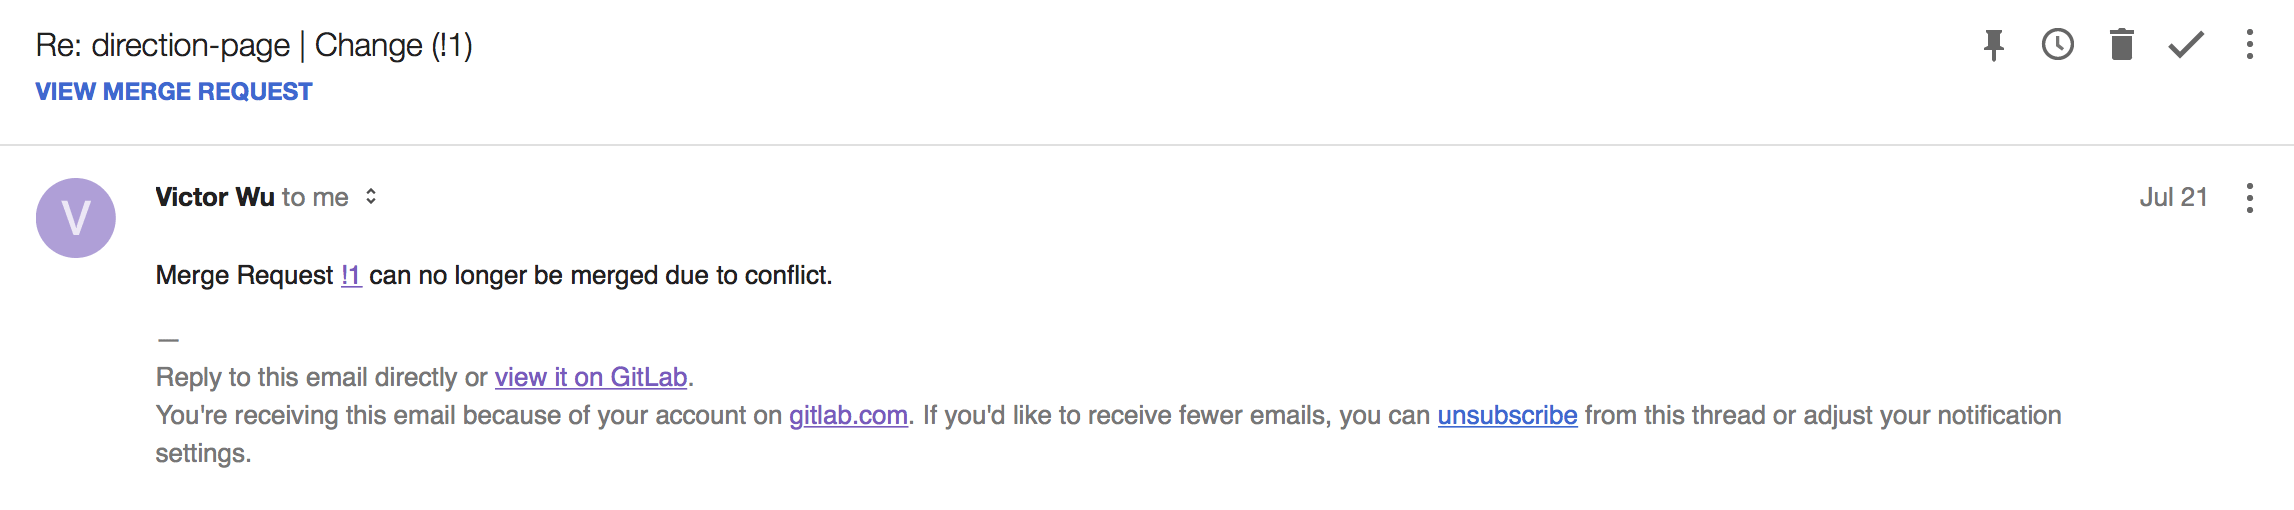 Re: direction-page | Change (!1)
VIEW MERGE REQUEST
V
Victor Wu to me
Jul 21
Merge Request !1 can no longer be merged due to conflict.
—
Reply to this email directly or view it on GitLab.
You're receiving this email because of your account on gitlab.com. If you'd like to receive fewer emails, you can unsubscribe from this thread or adjust your notification
settings.